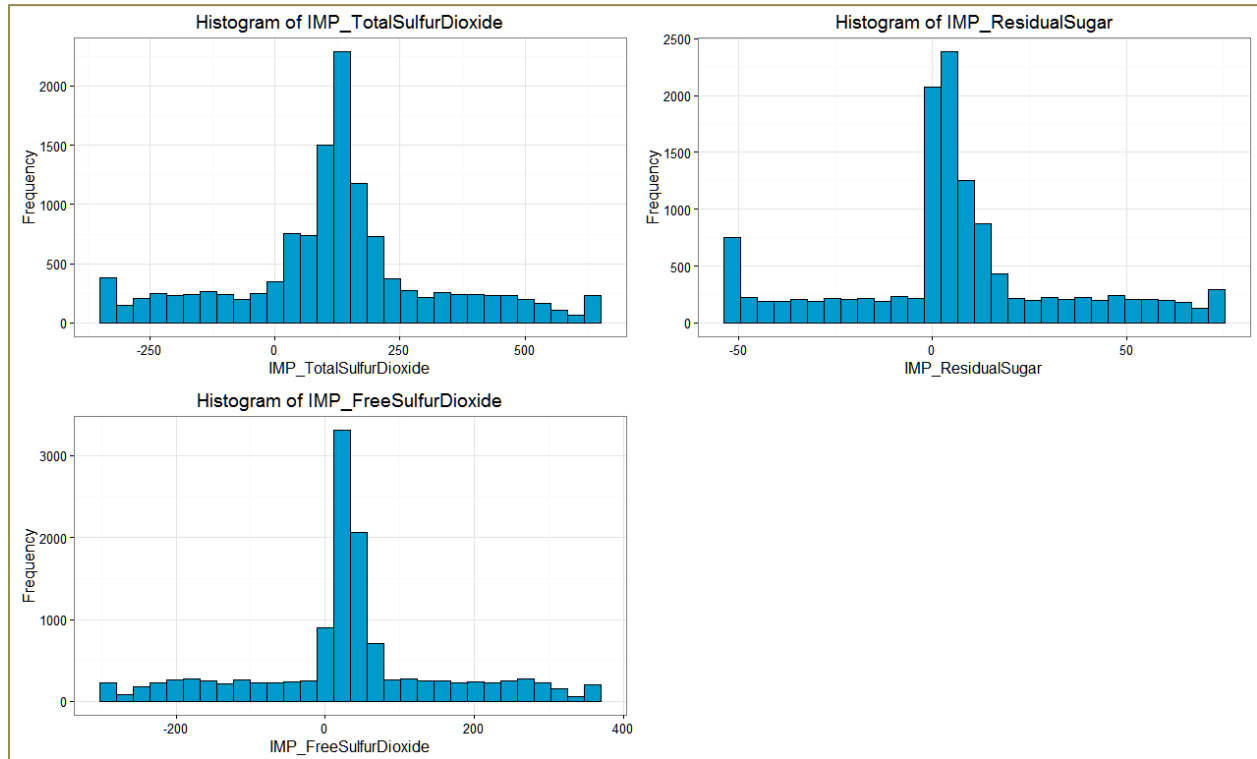 Histogram of IMP_TotalSulfurDioxide
Frequency
2000
1500
1000
500
0
-250
0
250
500
IMP_TotalSulfurDioxide
Histogram of IMP_ResidualSugar
Frequency
2500
2000
1500
1000
500
0
-50
0
50
IMP_ResidualSugar
Histogram of IMP_FreeSulfurDioxide
Frequency
3000
2000
1000
0
-200
0
200
400
IMP_FreeSulfurDioxide